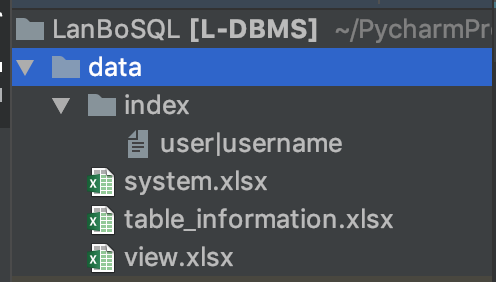 LanBoSQL [L-DBMS] ~/PycharmPr
data
index
user|username
system.xlsx
table_information.xlsx
view.xlsx